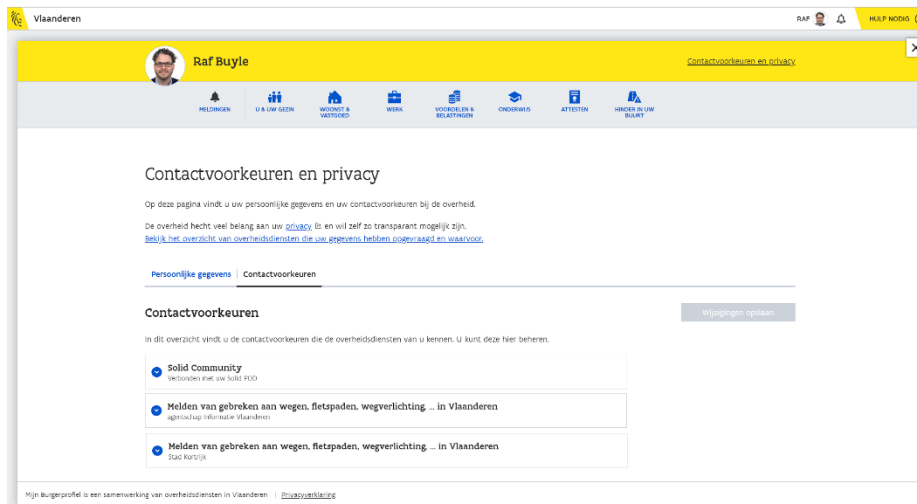 Vlaanderen
RAF
HULP NODIG
Raf Buyle
Contactvoorkeuren en privacy
MELDINGEN
U & UW GEZIN
WOONST & VASTGOED
WERK
VOORDELEN & BELASTINGEN
ONDERWIJS
ATTESTEN
HINDER IN UW BUURT
Contactvoorkeuren en privacy
Op deze pagina vindt u uw persoonlijke gegevens en uw contactvoorkeuren bij de overheid.
De overheid hecht veel belang aan uw privacy en wil zelf zo transparant mogelijk zijn.
Bekijk het overzicht van overheidsdiensten die uw gegevens hebben opgevraagd en waarvoor.
Persoonlijke gegevens | Contactvoorkeuren
Contactvoorkeuren
Wijzigingen opslaan
In dit overzicht vindt u de contactvoorkeuren die de overheidsdiensten van u kennen. U kunt deze hier beheren.
Solid Community
Verbonden met uw Solid POD
Melden van gebreken aan wegen, fietspaden, wegverlichting, ... in Vlaanderen
agentschap Informatie Vlaanderen
Melden van gebreken aan wegen, fietspaden, wegverlichting, ... in Vlaanderen
Stad Kortrijk
Mijn Burgerprofiel is een samenwerking van overheidsdiensten in Vlaanderen | Privacyverklaring